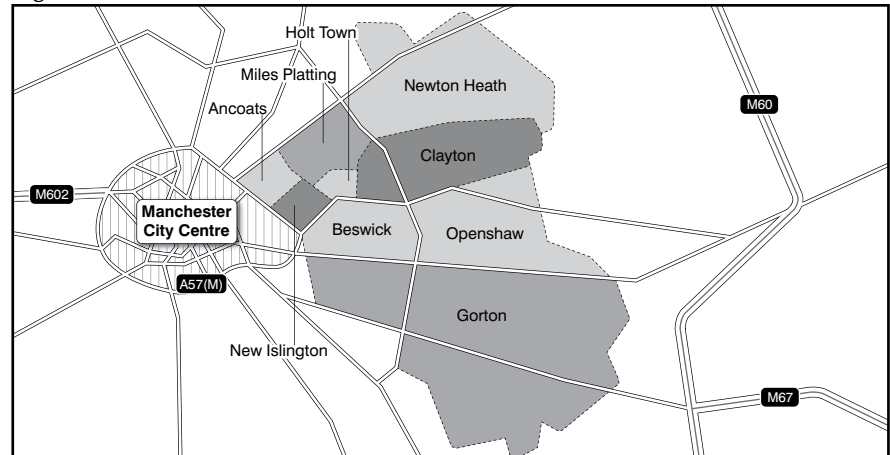 Holt Town
Miles Platting
Newton Heath
Ancoats
M60
Clayton
M602
Manchester
City Centre
Beswick
Openshaw
A57(M)
Gorton
New Islington
M67